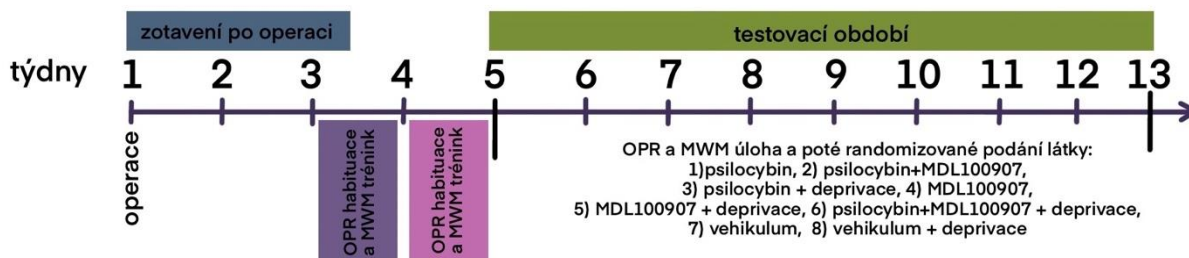 zotavení po operaci
testovací období
týdny 1 2 3 4 5 6 7 8 9 10 11 12 13
operace
OPR habituace
a MWM trénink
OPR habituace
a MWM trénink
OPR a MWM úloha a poté randomizované podání látky:
1)psilocybin, 2) psilocybin+MDL100907,
3) psilocybin + deprivace, 4) MDL100907,
5) MDL100907 + deprivace, 6) psilocybin+MDL100907 + deprivace,
7) vehikulum, 8) vehikulum + deprivace